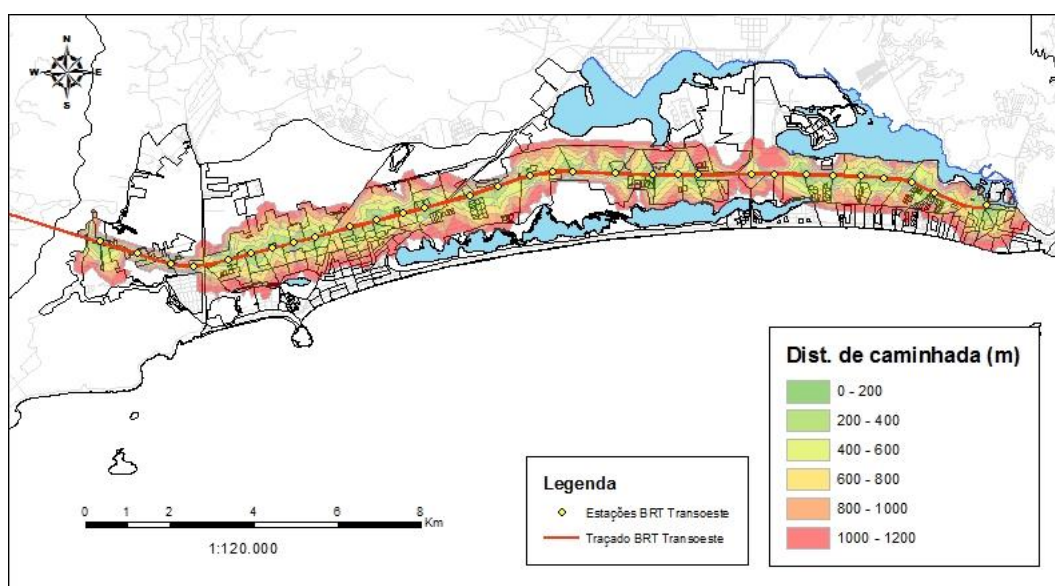 N
W E
S
Dist. de caminhada (m)
0 - 200
200 - 400
400 - 600
600 - 800
800 - 1000
1000 - 1200
Legenda
Estações BRT Transoeste
Traçado BRT Transoeste
0 1 2 4 6 8
Km
1:120.000